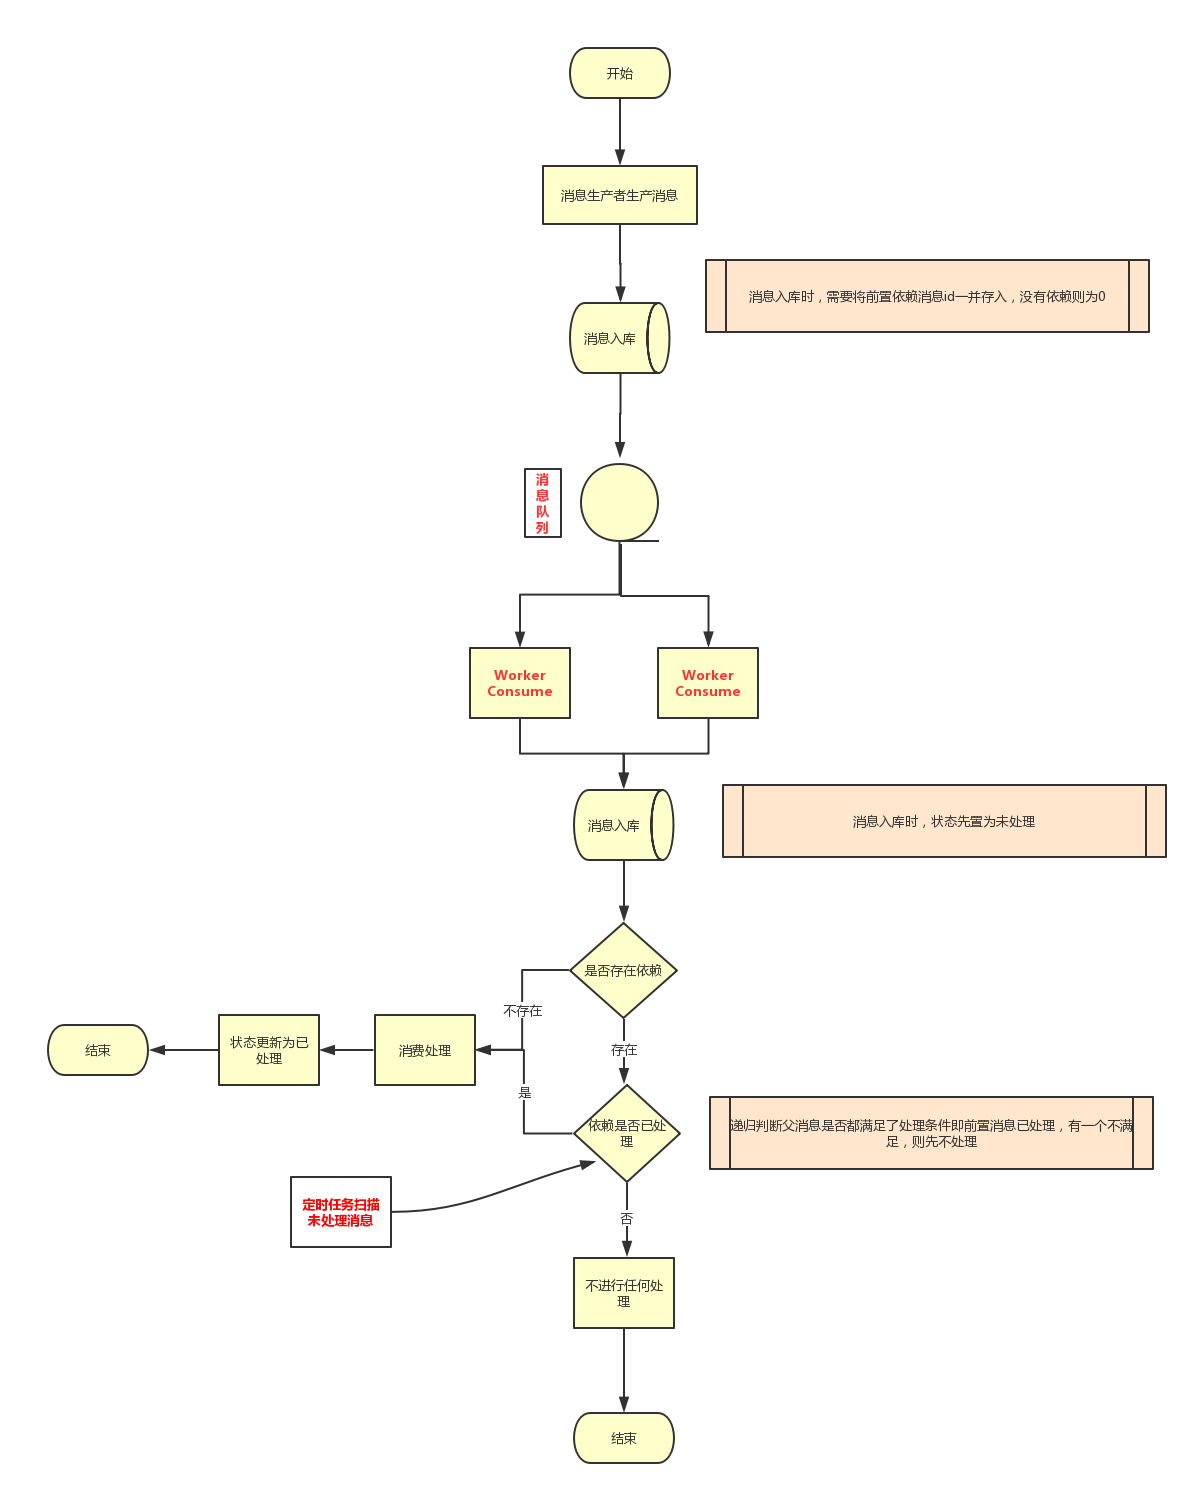 开始
消息生产者生产消息
消息入库时，需要将前置依赖消息id一并存入，没有依赖则为0
消息入库
消
息
队
列
Worker
Consume
Worker
Consume
消息入库
消息入库时，状态先置为未处理
是否存在依赖
不存在
存在
结束
状态更新为已
处理
消费处理
是
依赖是否已处
理
递归判断父消息是否都满足了处理条件即前置消息已处理，有一个不满
足，则先不处理
定时任务扫描
未处理消息
否
不进行任何处
理
结束